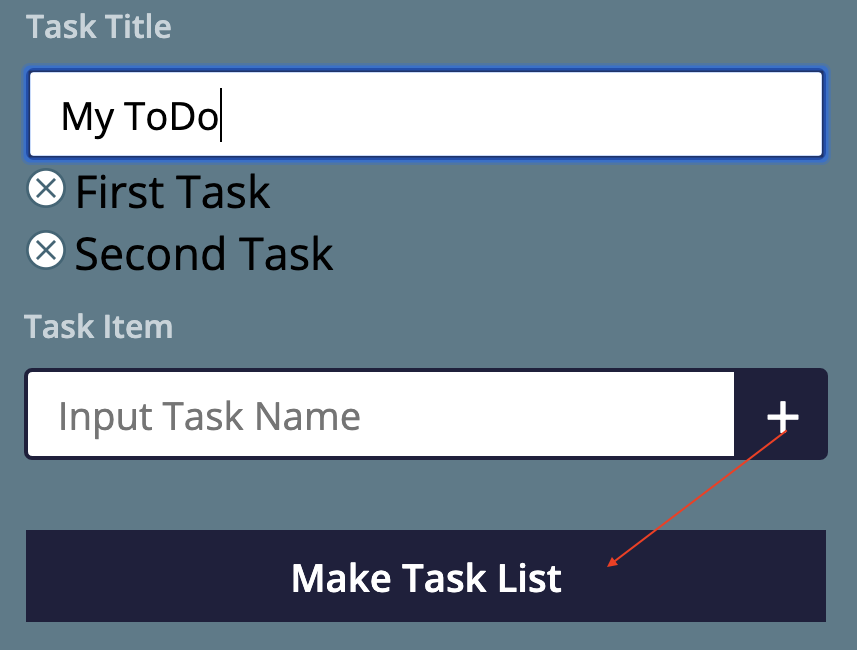 Task Title
My ToDo
First Task
Second Task
Task Item
Input Task Name
+
Make Task List